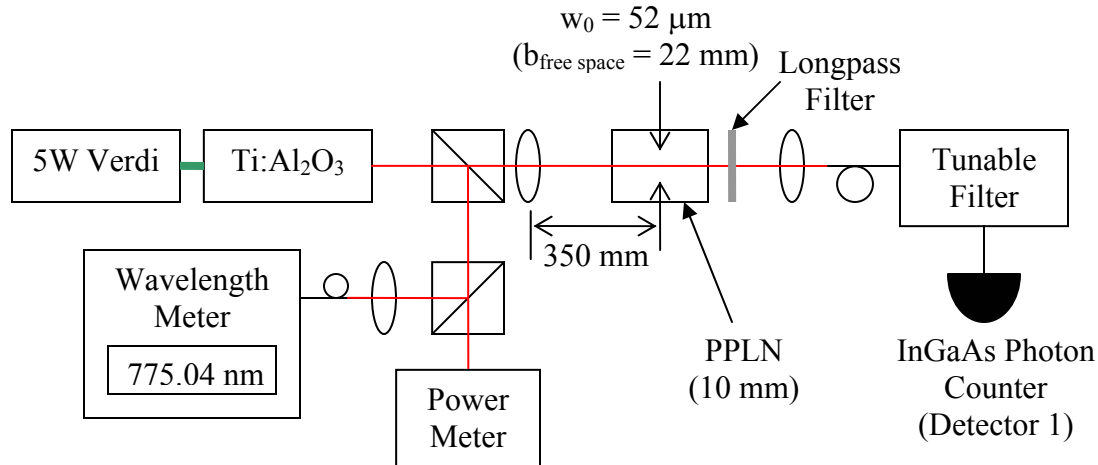 w₀ = 52 μm
(b free space = 22 mm)
Longpass
Filter
5W Verdi
Ti:Al₂O₃
Tunable
Filter
350 mm
Wavelength
Meter
775.04 nm
Power
Meter
PPLN
(10 mm)
InGaAs Photon
Counter
(Detector 1)